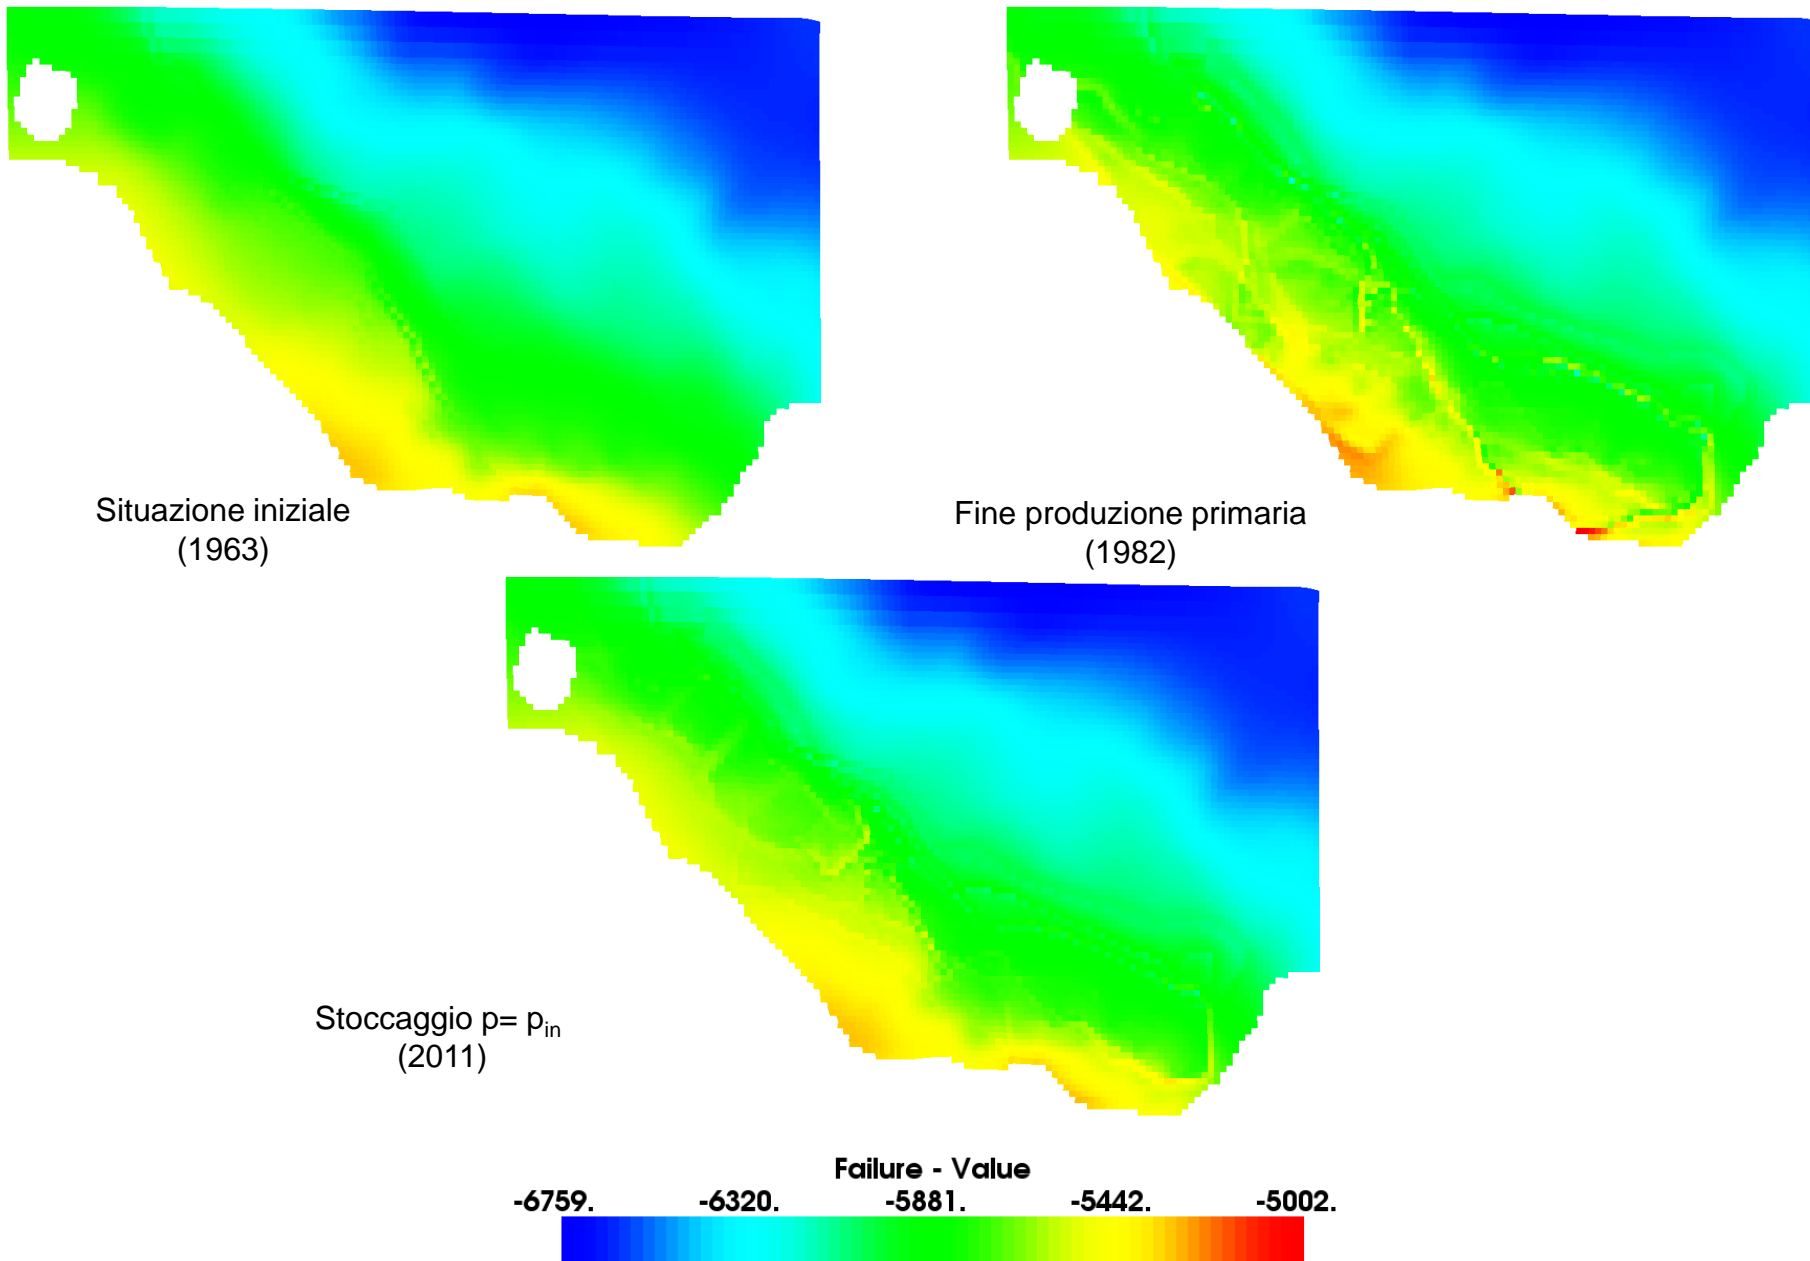 Situazione iniziale
(1963)
Fine produzione primaria
(1982)
Stoccaggio p= pin
(2011)
Failure - Value
-6759. -6320. -5881. -5442. -5002.